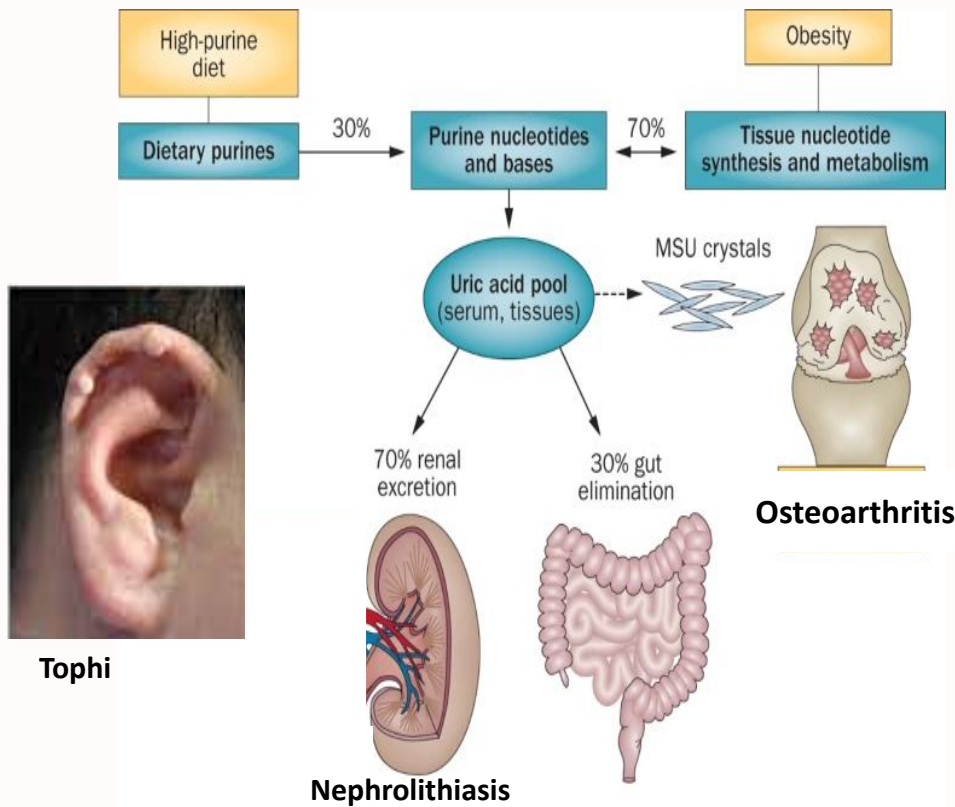 High-purine
diet
Obesity
Dietary purines
30%
Purine nucleotides
and bases
70%
Tissue nucleotide
synthesis and metabolism
Uric acid pool
(serum, tissues)
MSU crystals
70% renal
excretion
30% gut
elimination
Osteoarthritis
Tophi
Nephrolithiasis